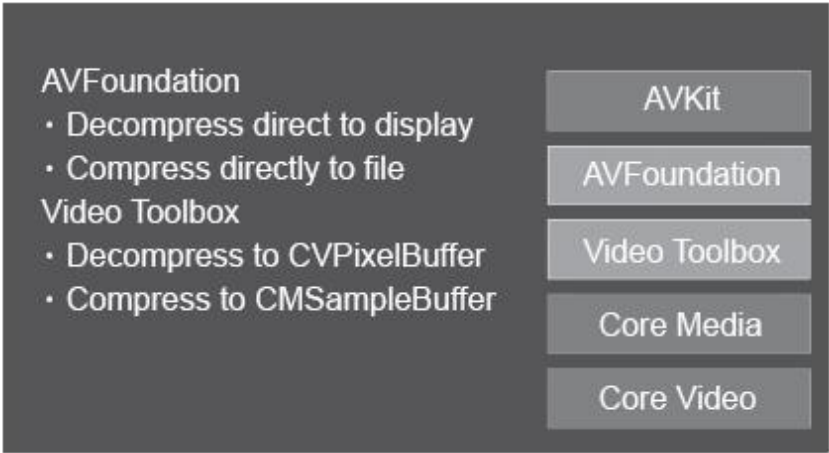 AVFoundation
· Decompress direct to display
· Compress directly to file
Video Toolbox
· Decompress to CVPixelBuffer
· Compress to CMSampleBuffer
AVKit
AVFoundation
Video Toolbox
Core Media
Core Video